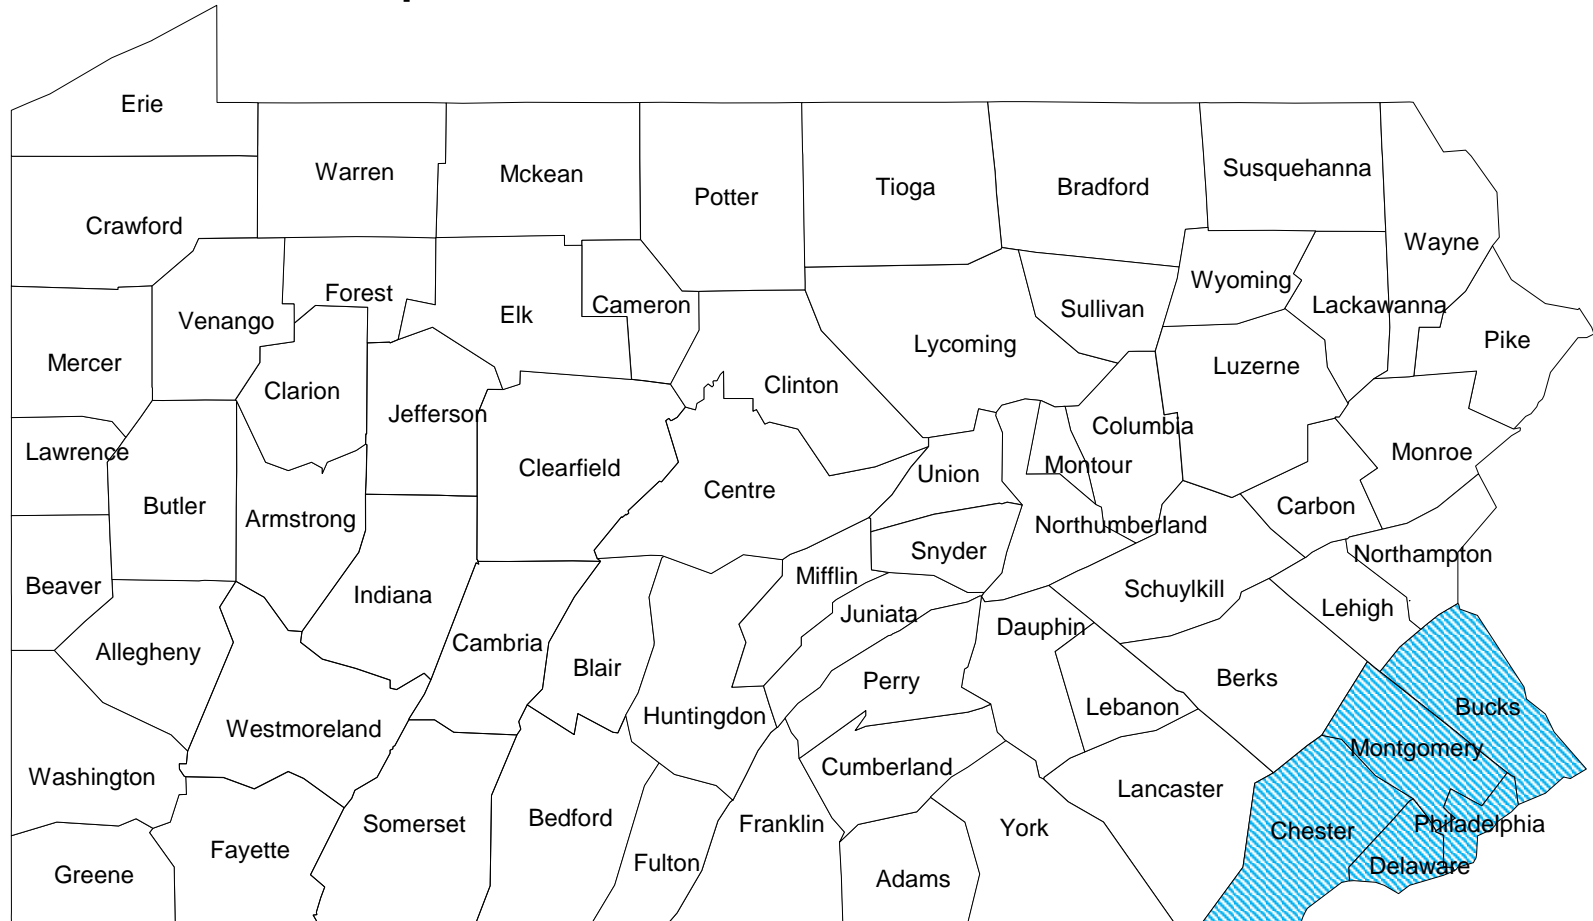 Erie
Warren
Mckean
Potter
Tioga
Bradford
Susquehanna
Crawford
Wayne
Forest
Venango
Elk
Cameron
Sullivan
Wyoming
Lackawanna
Pike
Mercer
Clarion
Jefferson
Clinton
Lycoming
Luzerne
Lawrence
Butler
Armstrong
Clearfield
Centre
Union
Montour
Columbia
Monroe
Carbon
Northumberland
Snyder
Northampton
Beaver
Indiana
Mifflin
Juniata
Schuylkill
Lehigh
Allegheny
Cambria
Blair
Dauphin
Perry
Berks
Lebanon
Bucks
Westmoreland
Huntingdon
Montgomery
Washington
Cumberland
Lancaster
Somerset
Bedford
Franklin
York
Chester
Philadelphia
Greene
Fayette
Fulton
Adams
Delaware